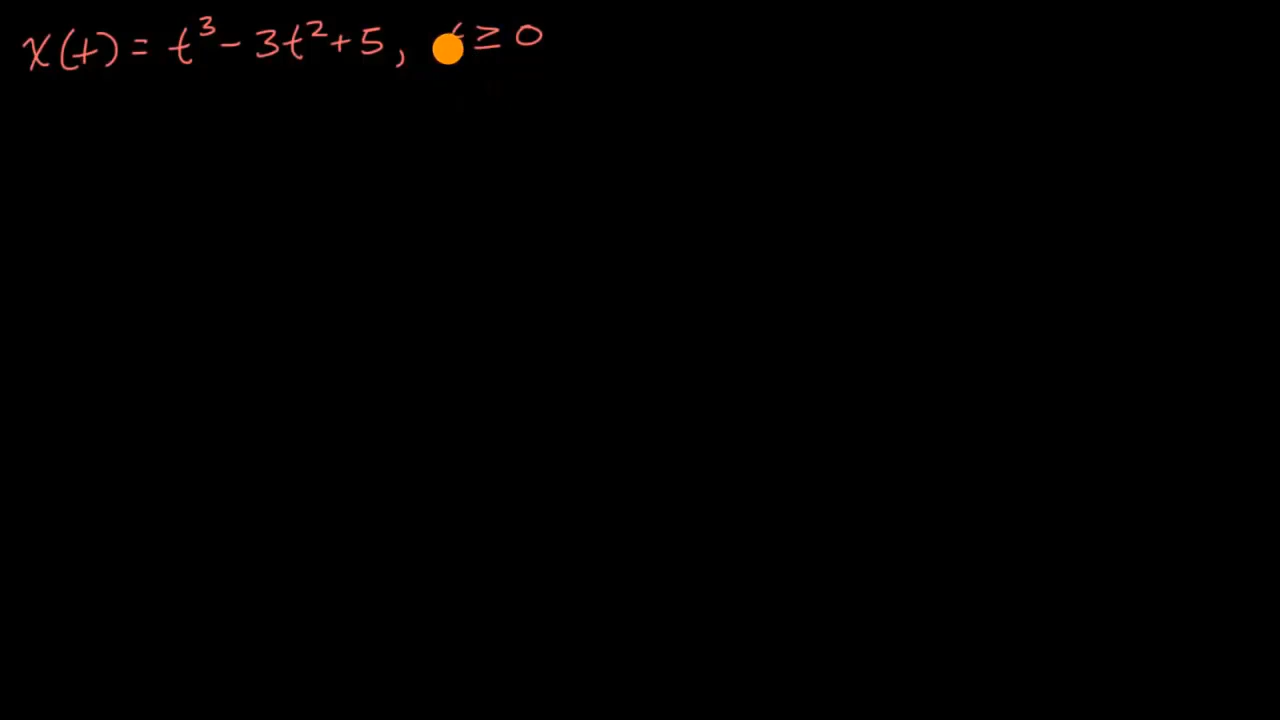 x(t) = t³ - 3t² + 5, t ≥ 0